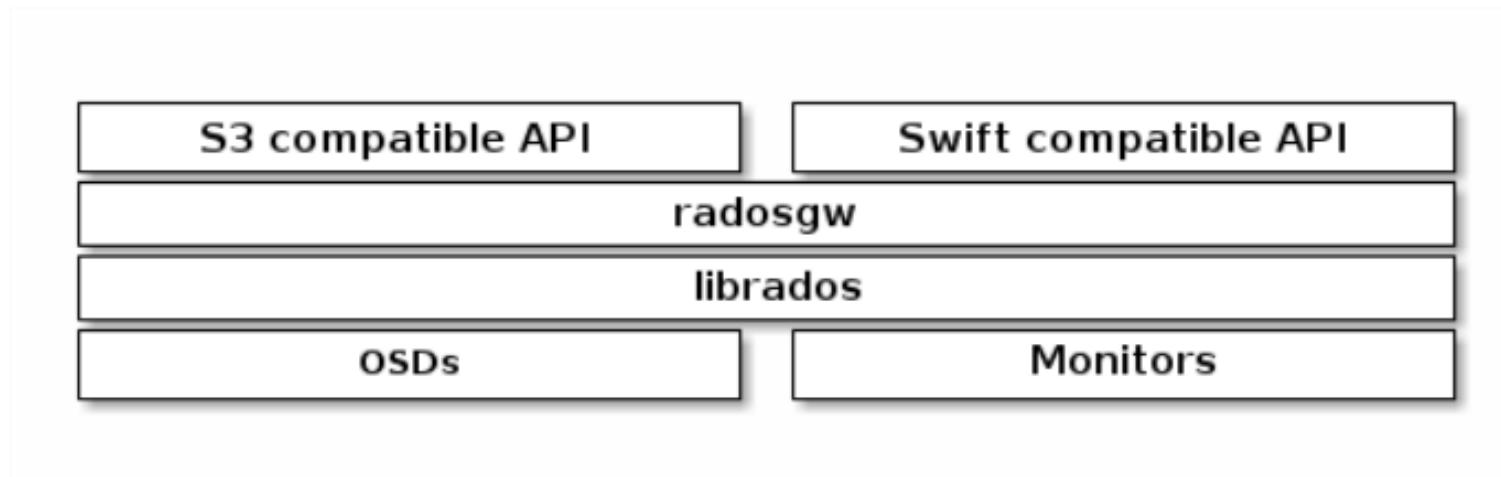 S3 compatible API
Swift compatible API
radosgw
librados
OSDs
Monitors